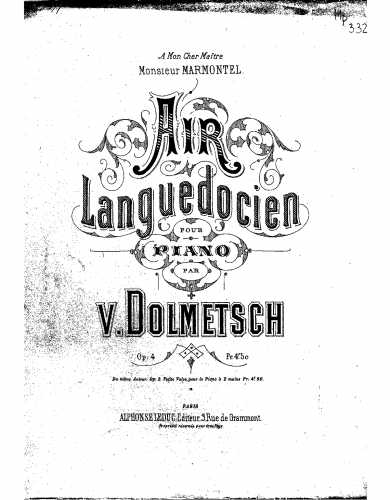 332
A Mon Cher Maître
Monsieur MARMONTEL.
AIR
Languedocien
POUR
PIANO
PAR
V. DOLMETSCH
Op. 4 Pr. 4f 50
Du même Auteur: Op. 3. Petite Valse, pour le Piano à 2 mains Pr: 4f 50.
PARIS
ALPHONSE LEDUC, Editeur, 3, Rue de Grammont.
Propriété réservée pour tous Pays